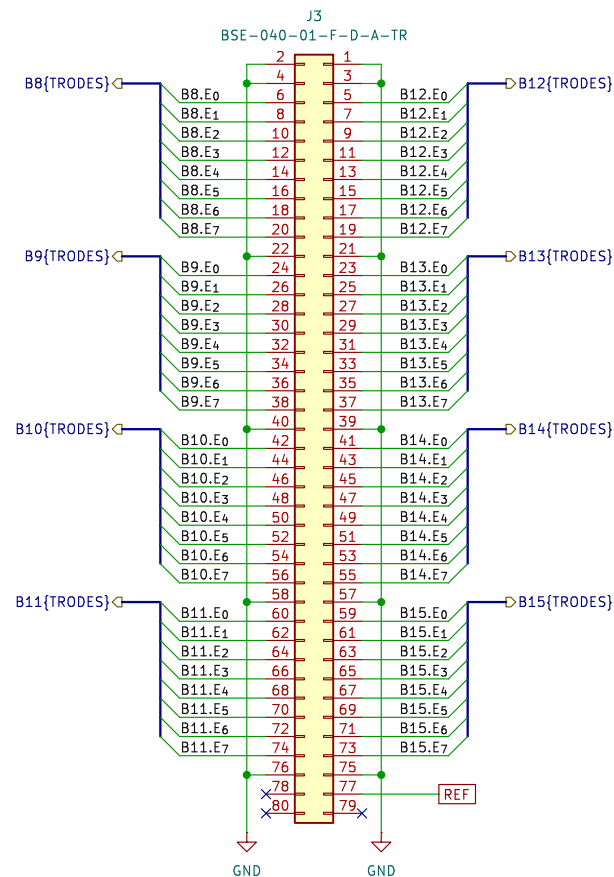 J3
BSE-040-01-F-D-A-TR
2 1
B8{TRODES} 4 3 B12{TRODES}
B8.E0 6 5 B12.E0
B8.E1 8 7 B12.E1
B8.E2 10 9 B12.E2
B8.E3 12 11 B12.E3
B8.E4 14 13 B12.E4
B8.E5 16 15 B12.E5
B8.E6 18 17 B12.E6
B8.E7 20 19 B12.E7
B9{TRODES} 22 21 B13{TRODES}
B9.E0 24 23 B13.E0
B9.E1 26 25 B13.E1
B9.E2 28 27 B13.E2
B9.E3 30 29 B13.E3
B9.E4 32 31 B13.E4
B9.E5 34 33 B13.E5
B9.E6 36 35 B13.E6
B9.E7 38 37 B13.E7
B10{TRODES} 40 39 B14{TRODES}
B10.E0 42 41 B14.E0
B10.E1 44 43 B14.E1
B10.E2 46 45 B14.E2
B10.E3 48 47 B14.E3
B10.E4 50 49 B14.E4
B10.E5 52 51 B14.E5
B10.E6 54 53 B14.E6
B10.E7 56 55 B14.E7
B11{TRODES} 58 57 B15{TRODES}
B11.E0 60 59 B15.E0
B11.E1 62 61 B15.E1
B11.E2 64 63 B15.E2
B11.E3 66 65 B15.E3
B11.E4 68 67 B15.E4
B11.E5 70 69 B15.E5
B11.E6 72 71 B15.E6
B11.E7 74 73 B15.E7
76 75
78 77 REF
80 79
GND GND